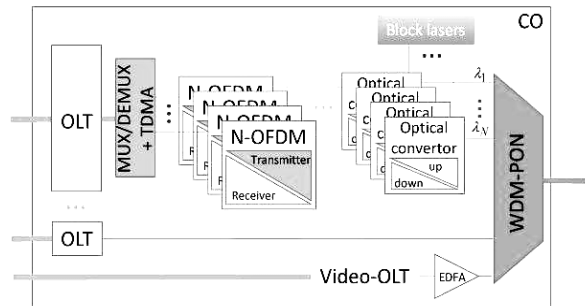 CO
Block lasers
...
OLT
MUX/DEMUX
+ TDMA
...
N-OFDM
N-OFDM
N-OFDM
N-OFDM
Transmitter
Receiver
...
Optical
Optical
Optical
Optical
convertor
up
down
λ1
...
λN
WDM-PON
...
OLT
Video-OLT
EDFA